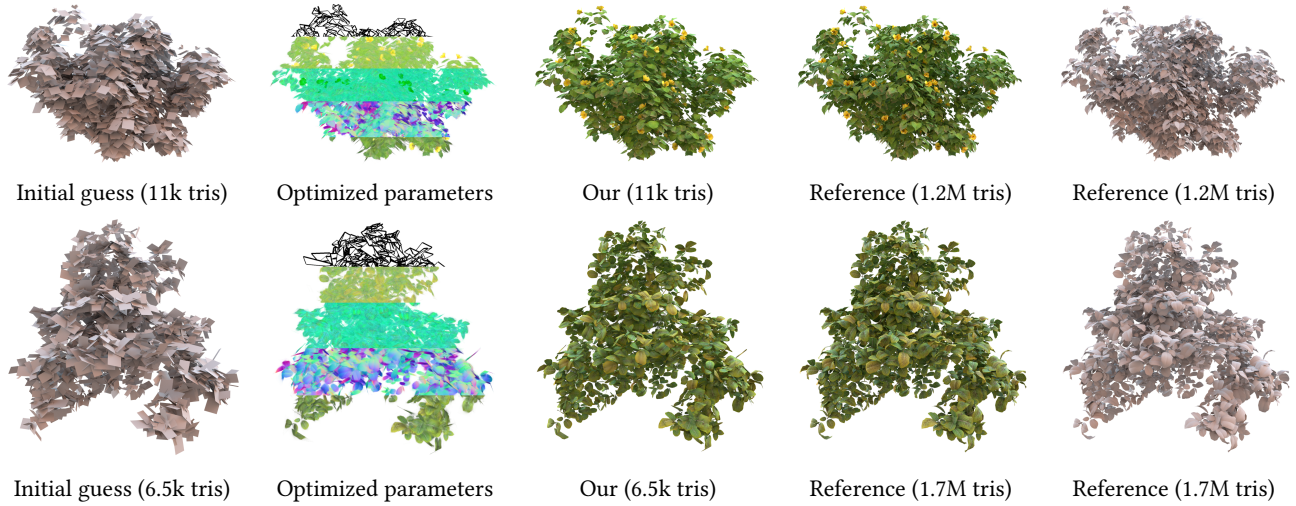 Initial guess (11k tris) Optimized parameters Our (11k tris) Reference (1.2M tris) Reference (1.2M tris)
Initial guess (6.5k tris) Optimized parameters Our (6.5k tris) Reference (1.7M tris) Reference (1.7M tris)